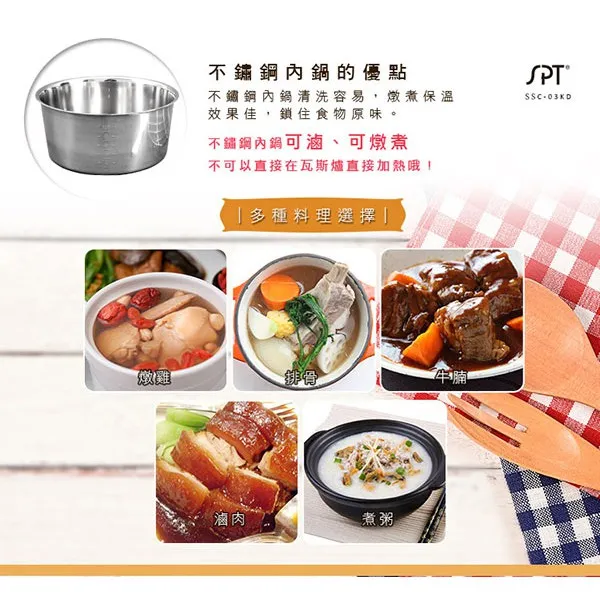 不鏽鋼內鍋的優點
不鏽鋼內鍋清洗容易，燉煮保溫
效果佳，鎖住食物原味。
不鏽鋼內鍋可滷、可燉煮
不可以直接在瓦斯爐直接加熱哦！
SPT®
SSC-03KD
|多種料理選擇|
燉雞
排骨
牛腩
滷肉
煮粥